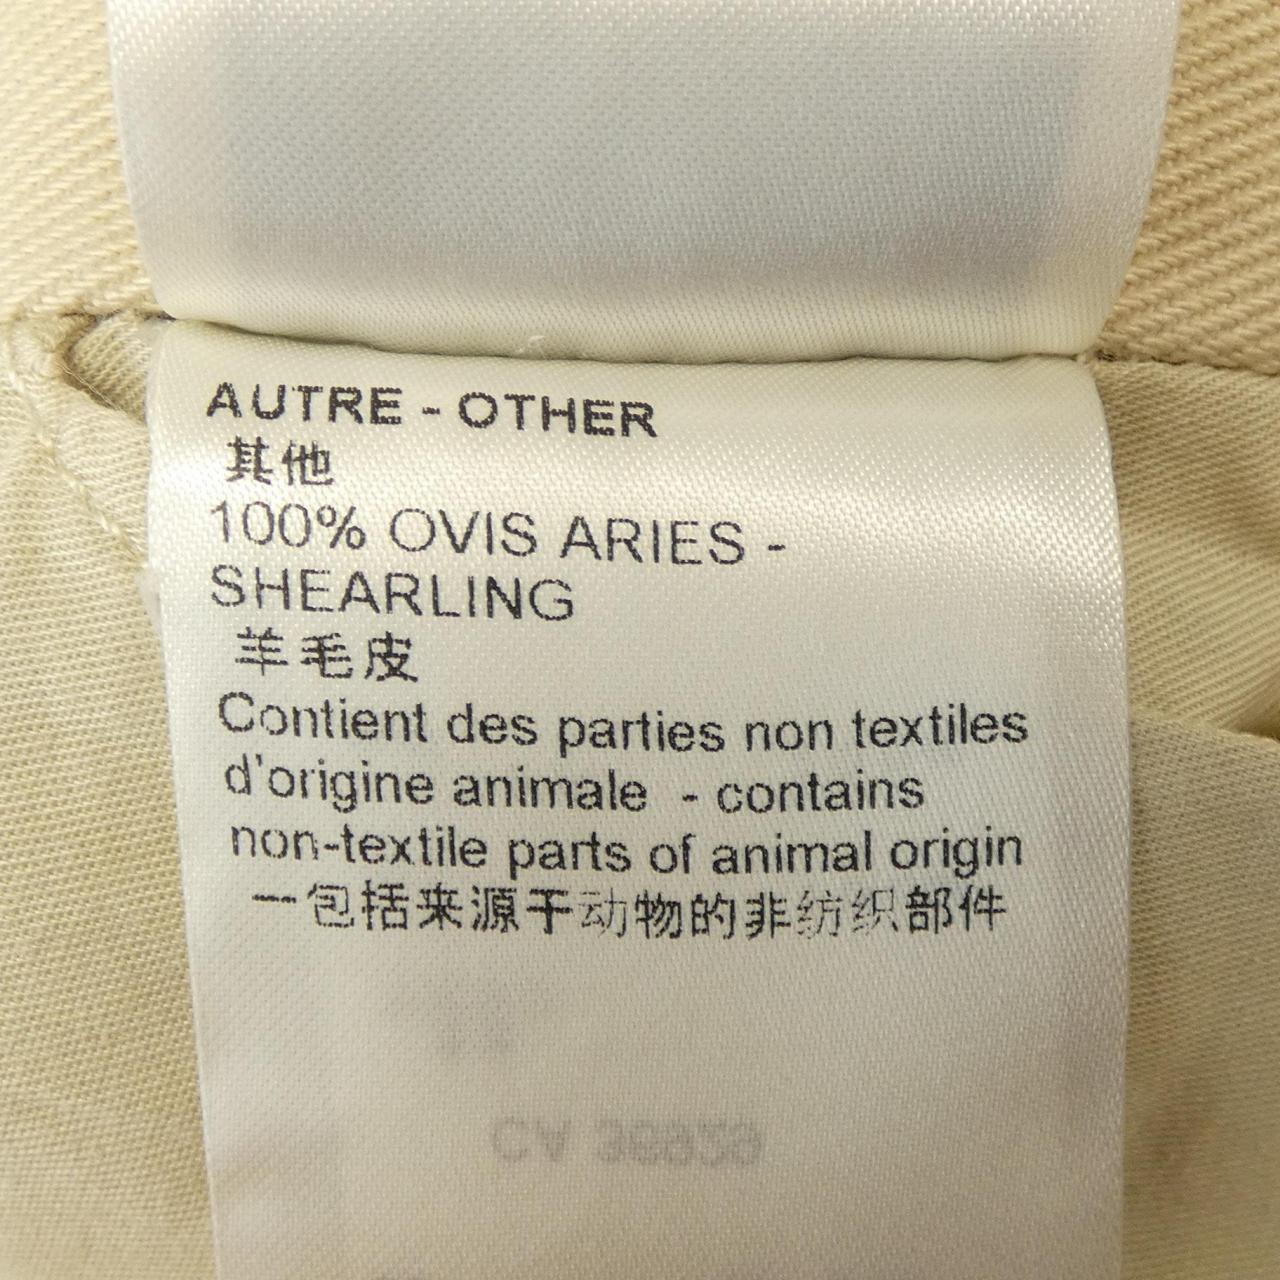 AUTRE - OTHER
其他
100% OVIS ARIES -
SHEARLING
羊毛皮
Contient des parties non textiles
d'origine animale - contains
non-textile parts of animal origin
一包括来源于动物的非纺织部件